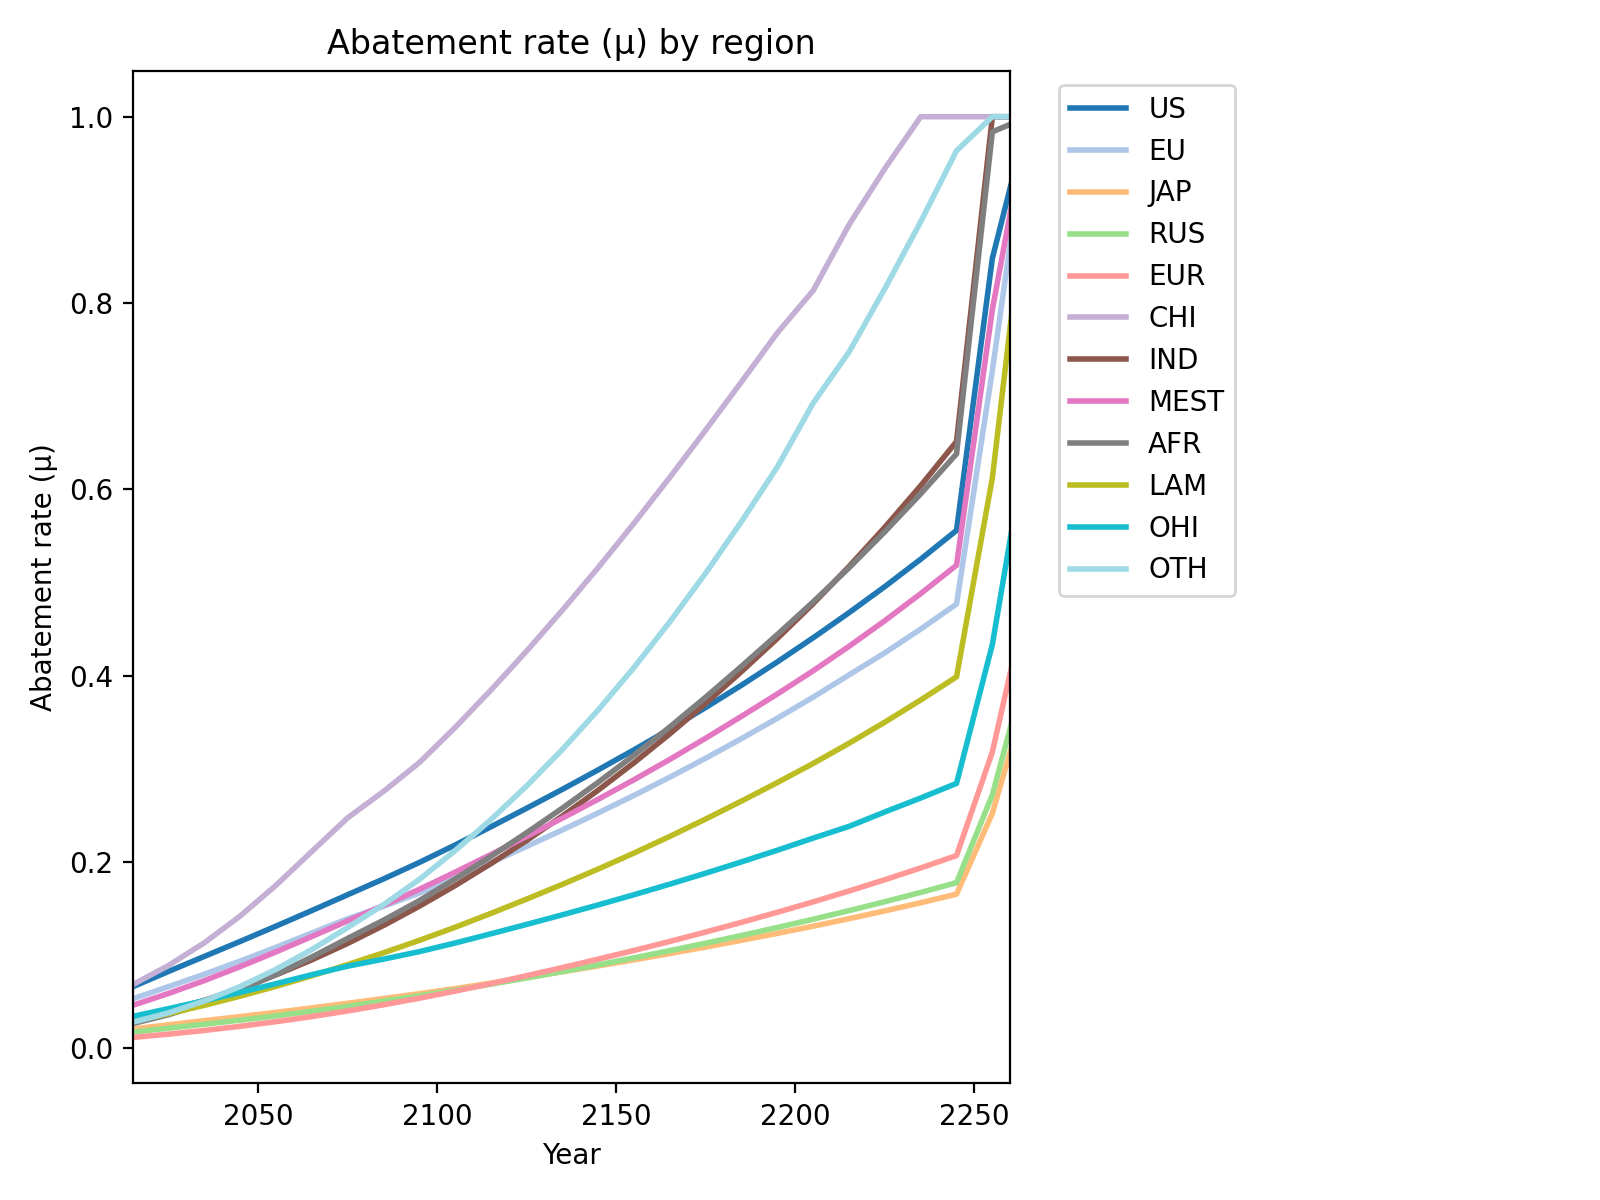 Abatement rate (μ) by region
Abatement rate (μ)
1.0
0.8
0.6
0.4
0.2
0.0
2050
2100
2150
2200
2250
Year
US
EU
JAP
RUS
EUR
CHI
IND
MEST
AFR
LAM
OHI
OTH